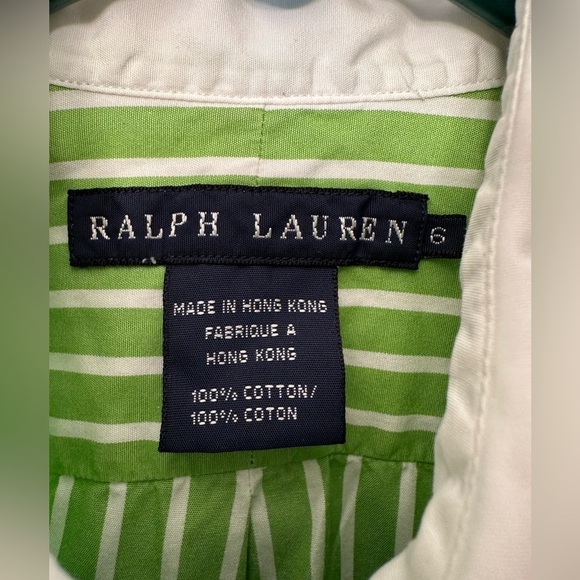 RALPH LAUREN 6
MADE IN HONG KONG
FABRIQUE A
HONG KONG
100% COTTON/
100% COTON